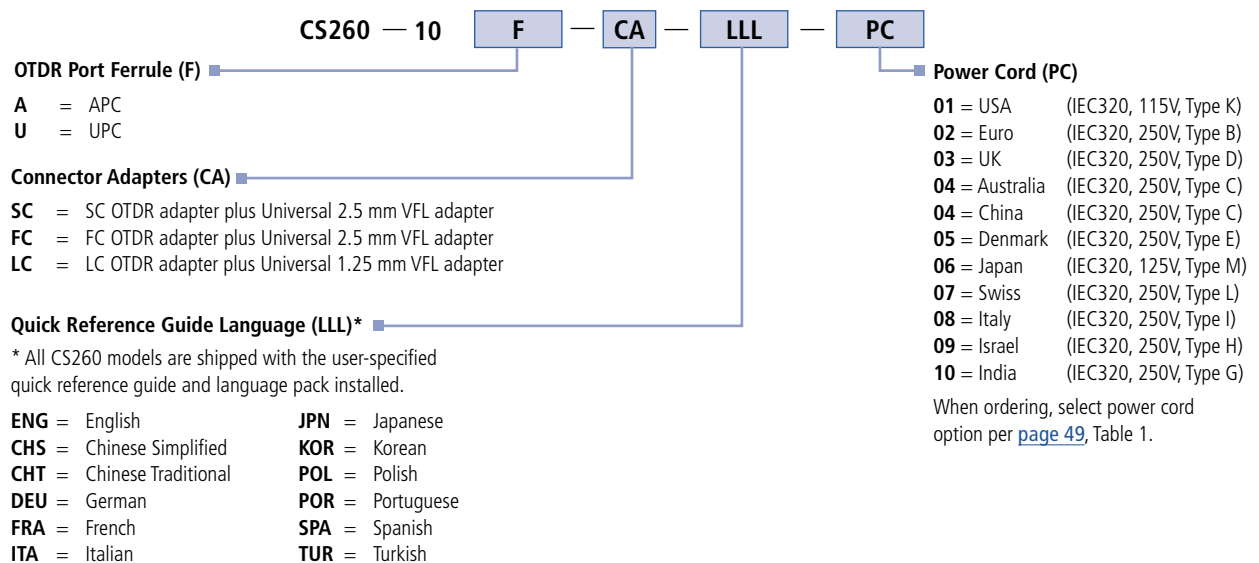 CS260 — 10 F — CA — LLL — PC
OTDR Port Ferrule (F)
A = APC
U = UPC
Connector Adapters (CA)
SC = SC OTDR adapter plus Universal 2.5 mm VFL adapter
FC = FC OTDR adapter plus Universal 2.5 mm VFL adapter
LC = LC OTDR adapter plus Universal 1.25 mm VFL adapter
Quick Reference Guide Language (LLL)*
* All CS260 models are shipped with the user-specified
quick reference guide and language pack installed.
ENG = English
CHS = Chinese Simplified
CHT = Chinese Traditional
DEU = German
FRA = French
ITA = Italian
JPN = Japanese
KOR = Korean
POL = Polish
POR = Portuguese
SPA = Spanish
TUR = Turkish
Power Cord (PC)
01 = USA (IEC320, 115V, Type K)
02 = Euro (IEC320, 250V, Type B)
03 = UK (IEC320, 250V, Type D)
04 = Australia (IEC320, 250V, Type C)
04 = China (IEC320, 250V, Type C)
05 = Denmark (IEC320, 250V, Type E)
06 = Japan (IEC320, 125V, Type M)
07 = Swiss (IEC320, 250V, Type L)
08 = Italy (IEC320, 250V, Type I)
09 = Israel (IEC320, 250V, Type H)
10 = India (IEC320, 250V, Type G)
When ordering, select power cord
option per page 49, Table 1.